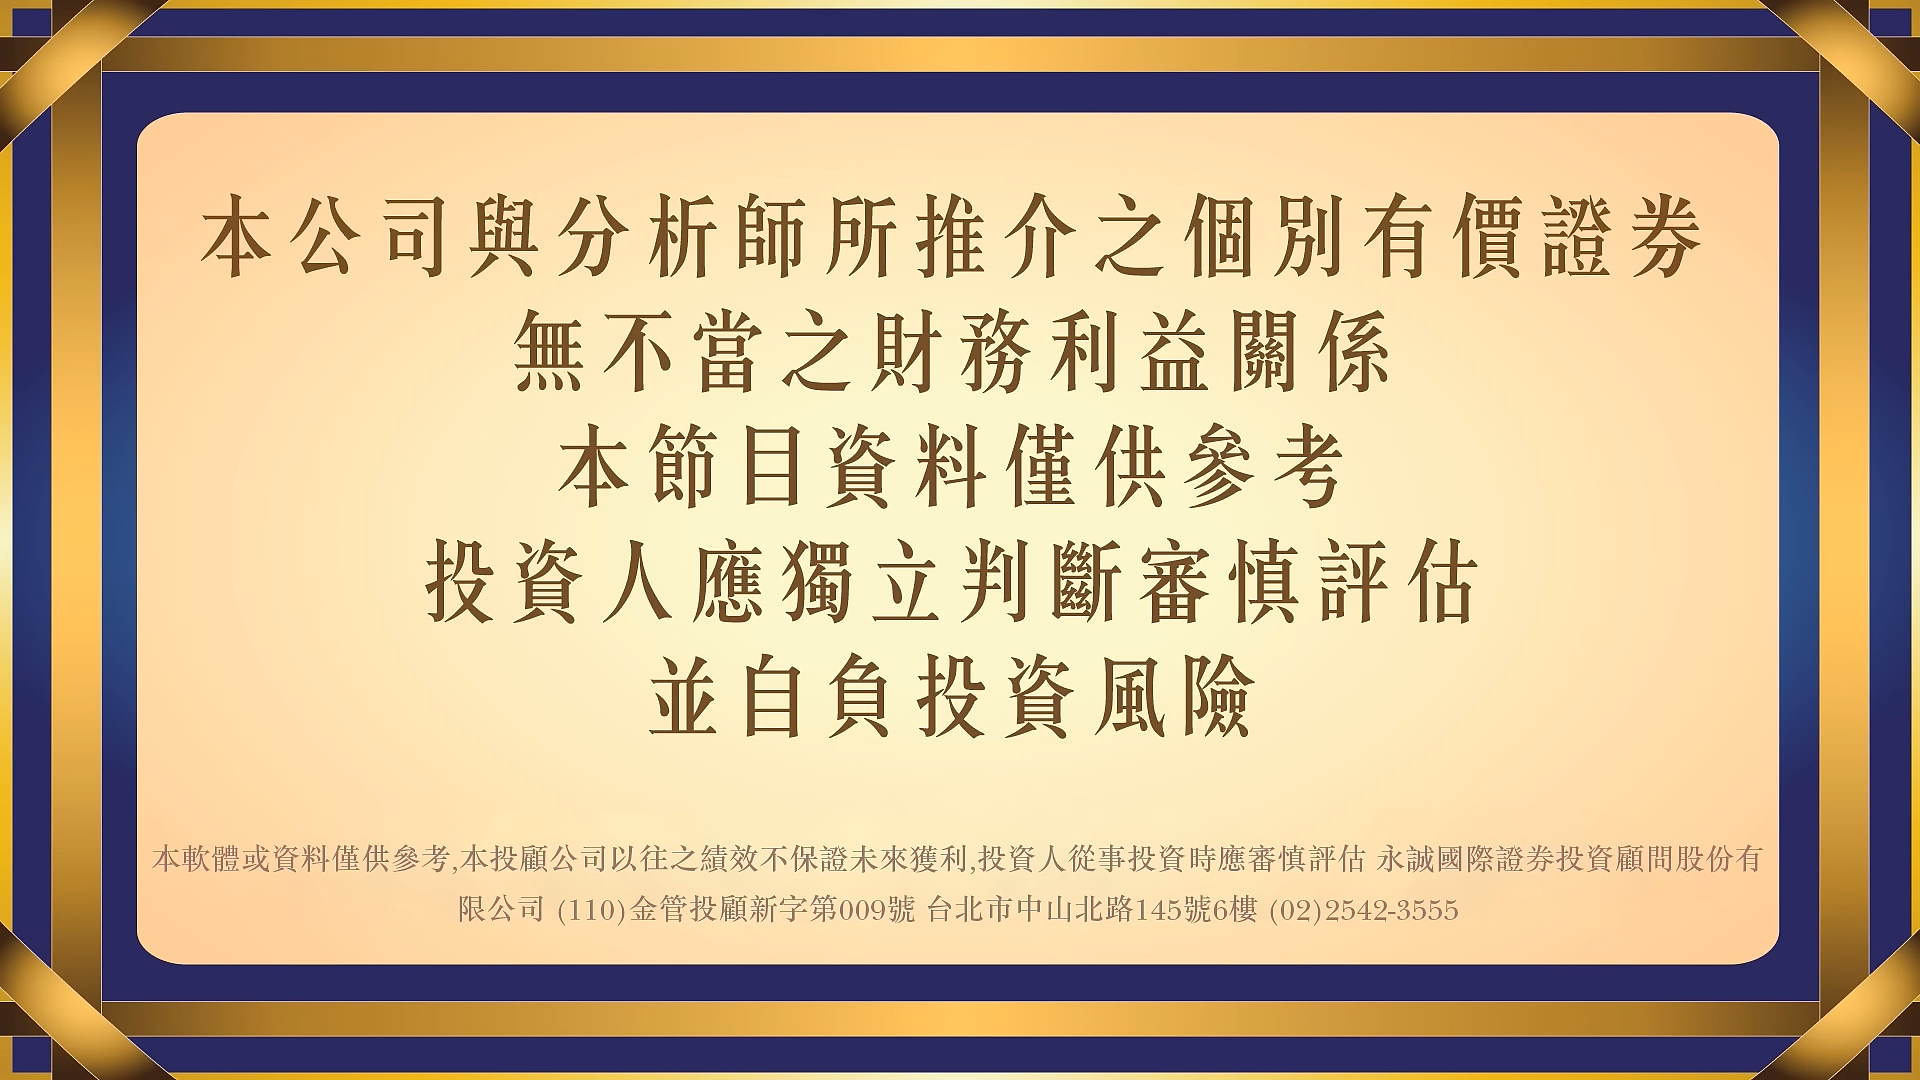 本公司與分析師所推介之個別有價證券
無不當之財務利益關係
本節目資料僅供參考
投資人應獨立判斷審慎評估
並自負投資風險
本軟體或資料僅供參考,本投顧公司以往之績效不保證未來獲利,投資人從事投資時應審慎評估 永誠國際證券投資顧問股份有
限公司 (110)金管投顧新字第009號 台北市中山北路145號6樓 (02)2542-3555